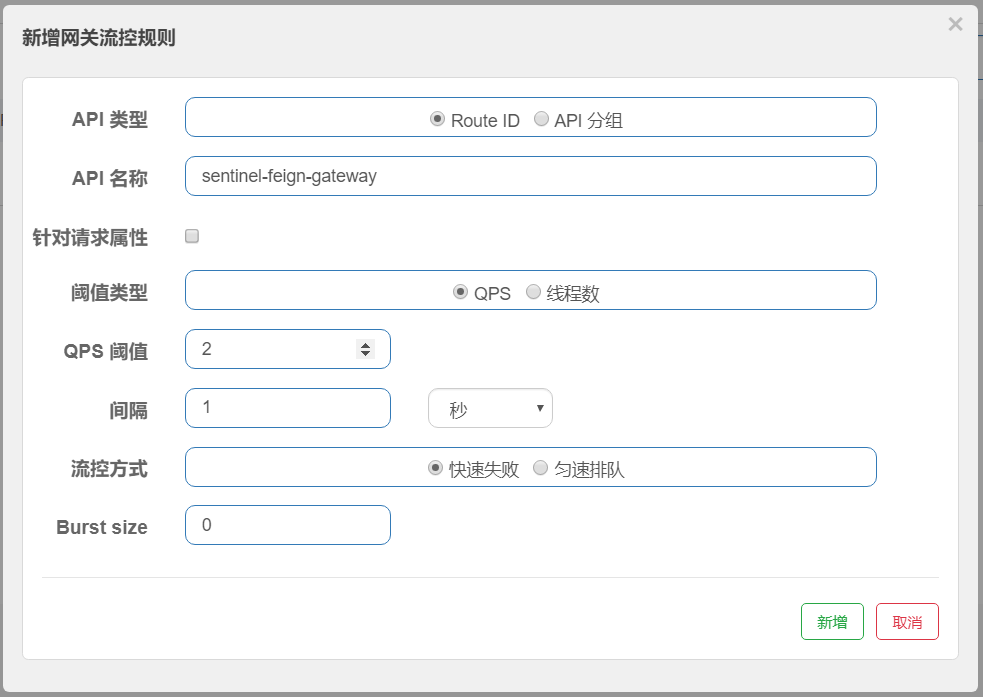 新增网关流控规则
×
API 类型
Route ID API 分组
API 名称
sentinel-feign-gateway
针对请求属性
阈值类型
QPS 线程数
QPS 阈值
2
间隔
1
秒
流控方式
快速失败 匀速排队
Burst size
0
新增 取消